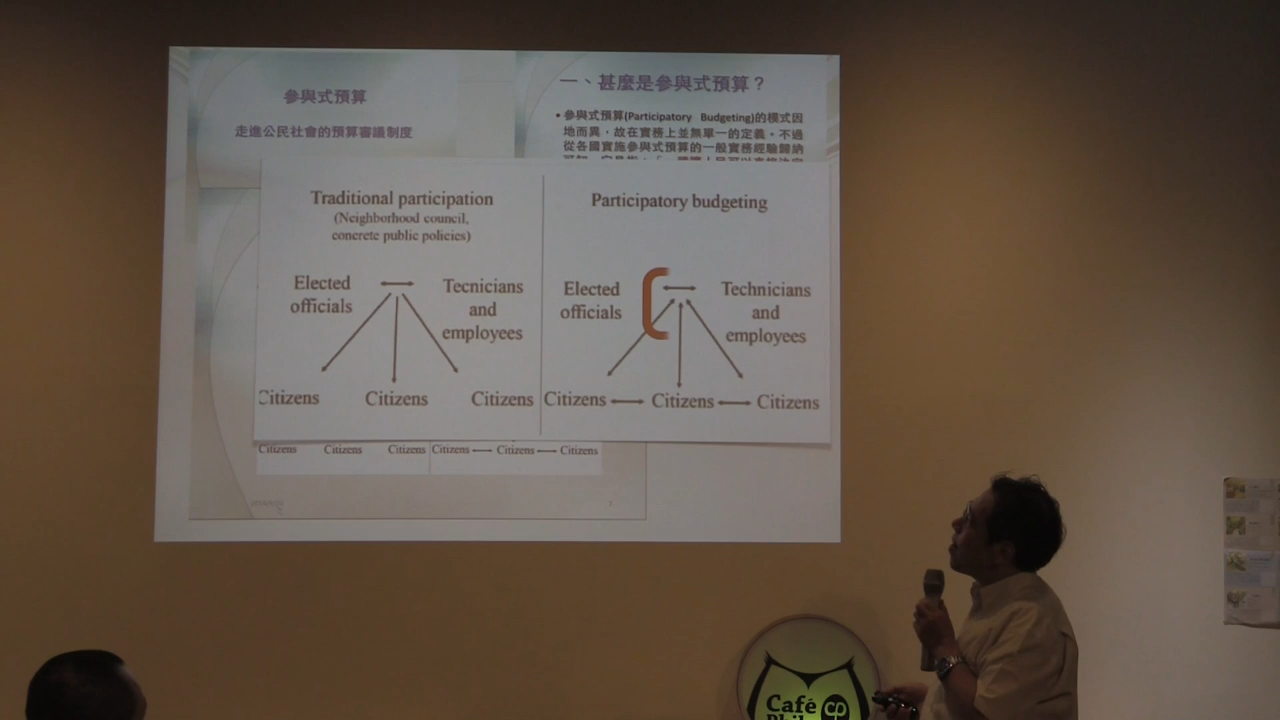 參與式預算
走進公民社會的預算審議制度
一、甚麼是參與式預算？
• 參與式預算(Participatory Budgeting)的模式因
地而異，故在實務上並無單一的定義。不過
從各國實施參與式預算的一般實務經驗歸納
Traditional participation
(Neighborhood council,
concrete public policies)
Elected
officials
Tecnicians
and
employees
Citizens Citizens Citizens
Participatory budgeting
Elected
officials
Technicians
and
employees
Citizens Citizens Citizens
Citizens Citizens Citizens Citizens Citizens Citizens
7
Café
Phil
cp